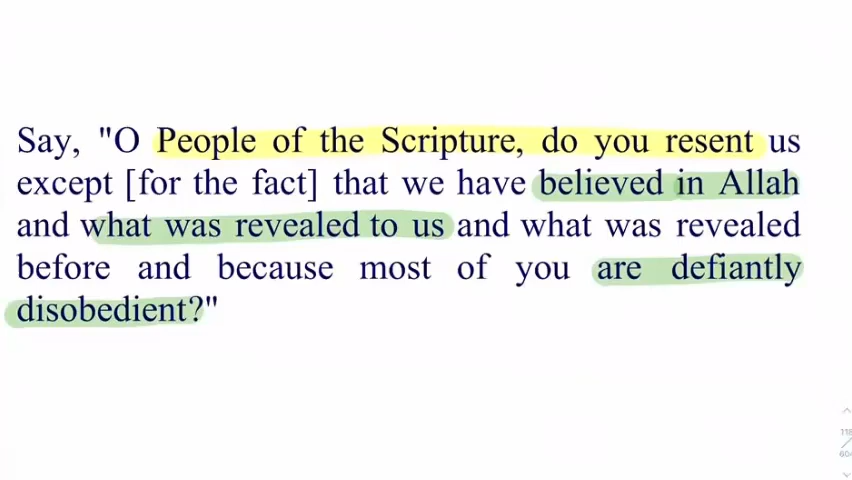 Say, "O People of the Scripture, do you resent us
except [for the fact] that we have believed in Allah
and what was revealed to us and what was revealed
before and because most of you are defiantly
disobedient?"
118
/
604